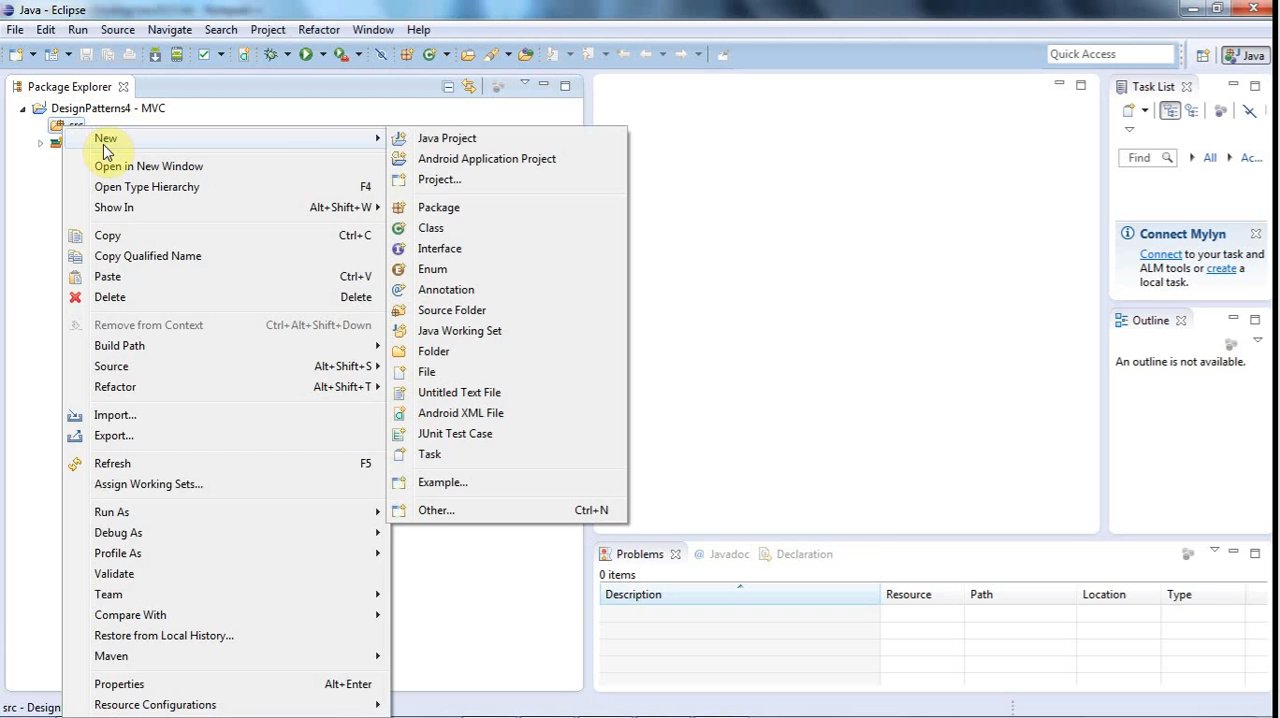 Java - Eclipse
File Edit Run Source Navigate Search Project Refactor Window Help
Quick Access
Java
Package Explorer
DesignPatterns4 - MVC
src
New
Open in New Window
Open Type Hierarchy F4
Show In Alt+Shift+W
Copy Ctrl+C
Copy Qualified Name
Paste Ctrl+V
Delete Delete
Remove from Context Ctrl+Alt+Shift+Down
Build Path
Source Alt+Shift+S
Refactor Alt+Shift+T
Import...
Export...
Refresh F5
Assign Working Sets...
Run As
Debug As
Profile As
Validate
Team
Compare With
Restore from Local History...
Maven
Properties Alt+Enter
Resource Configurations
Java Project
Android Application Project
Project...
Package
Class
Interface
Enum
Annotation
Source Folder
Java Working Set
Folder
File
Untitled Text File
Android XML File
JUnit Test Case
Task
Example...
Other... Ctrl+N
Task List
Find All Ac...
Connect Mylyn
Connect to your task and
ALM tools or create a
local task.
Outline
An outline is not available.
Problems Javadoc Declaration
0 items
Description Resource Path Location Type
src - Design